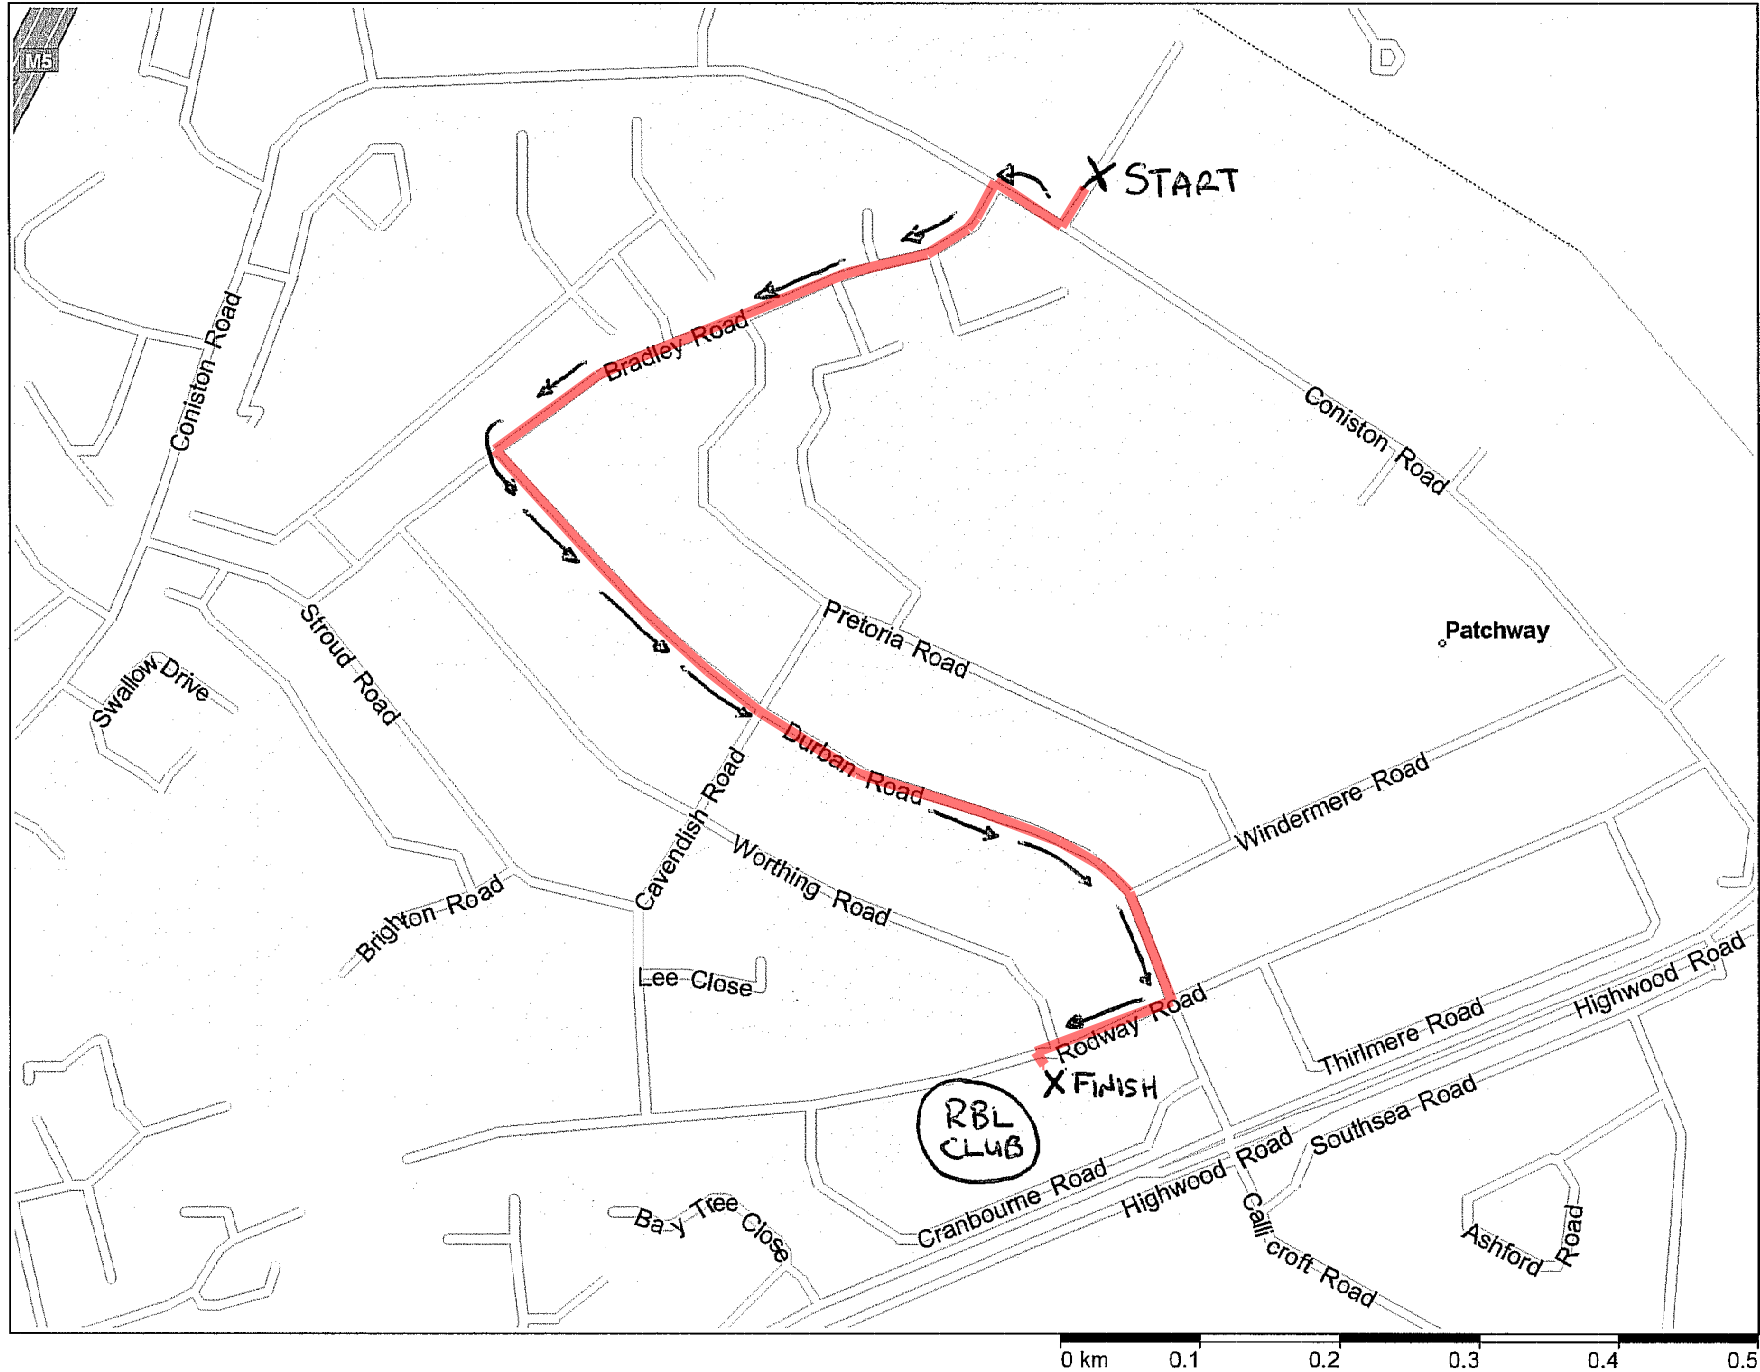 M5
START
Coniston Road
Bradley Road
Coniston Road
Pretoria Road
Patchway
Stroud Road
Swallow Drive
Durban Road
Windermere Road
Cavendish Road
Worthing Road
Brighton Road
Lee Close
Rodway Road
Highwood Road
Thirlmere Road
X FINISH
RBL
CLUB
Southsea Road
Cranbourne Road
Highwood Road
Bay Tree Close
Callicroft Road
Ashford Road
0 km 0.1 0.2 0.3 0.4 0.5